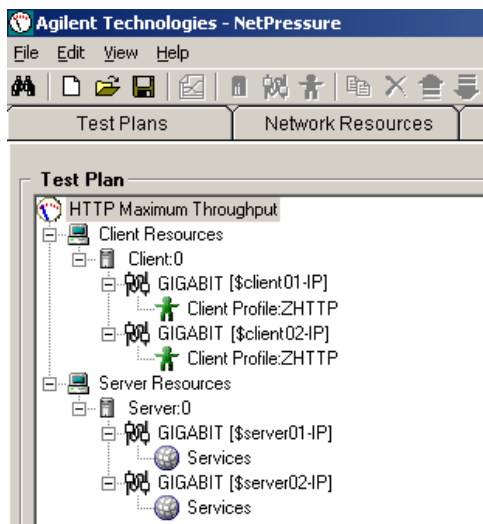 Agilent Technologies - NetPressure
File Edit View Help
Test Plans Network Resources
Test Plan
HTTP Maximum Throughput
Client Resources
Client:0
GIGABIT [$client01-IP]
Client Profile:ZHTTP
GIGABIT [$client02-IP]
Client Profile:ZHTTP
Server Resources
Server:0
GIGABIT [$server01-IP]
Services
GIGABIT [$server02-IP]
Services